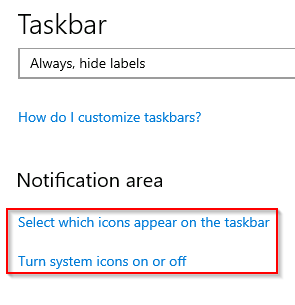 Taskbar
Always, hide labels
How do I customize taskbars?
Notification area
Select which icons appear on the taskbar
Turn system icons on or off